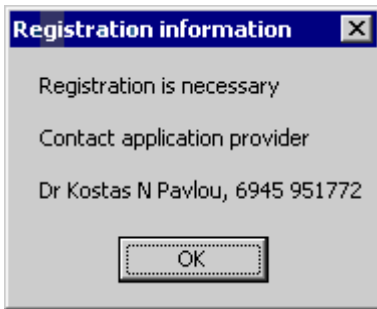 Registration information
Registration is necessary
Contact application provider
Dr Kostas N Pavlou, 6945 951772
OK